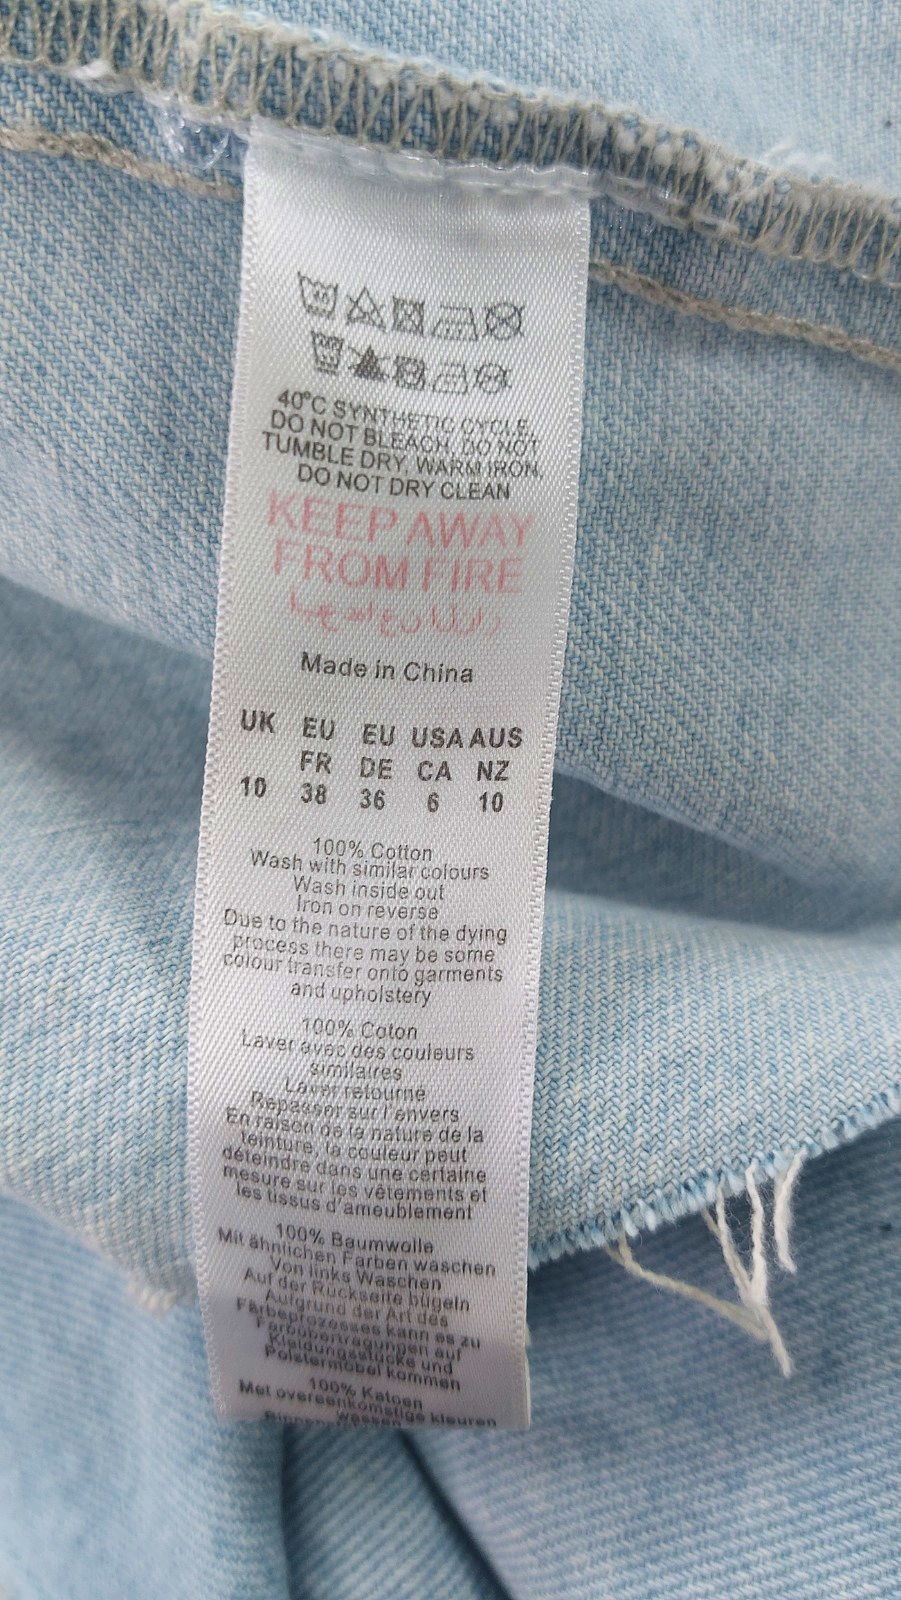 40°C SYNTHETIC CYCLE,
DO NOT BLEACH, DO NOT
TUMBLE DRY, WARM IRON,
DO NOT DRY CLEAN
KEEP AWAY
FROM FIRE
Made in China
UK EU EU USA AUS
FR DE CA NZ
10 38 36 6 10
100% Cotton
Wash with similar colours
Wash inside out
Iron on reverse
Due to the nature of the dying
process there may be some
colour transfer onto garments
and upholstery
100% Coton
Laver avec des couleurs
similaires
Laver retourné
Repasser sur l'envers
En raison de la nature de la
teinture, la couleur peut
déteindre dans une certaine
mesure sur les vêtements et
les tissus d'ameublement
100% Baumwolle
Mit ähnlichen Farben waschen
Von links Waschen
Auf der Rückseite bügeln
Aufgrund der Art des
Färbeprozesses kann es zu
Farbübertragungen auf
Kleidungsstücke und
Polstermöbel kommen
100% Katoen
Met overeenkomstige kleuren
wassen